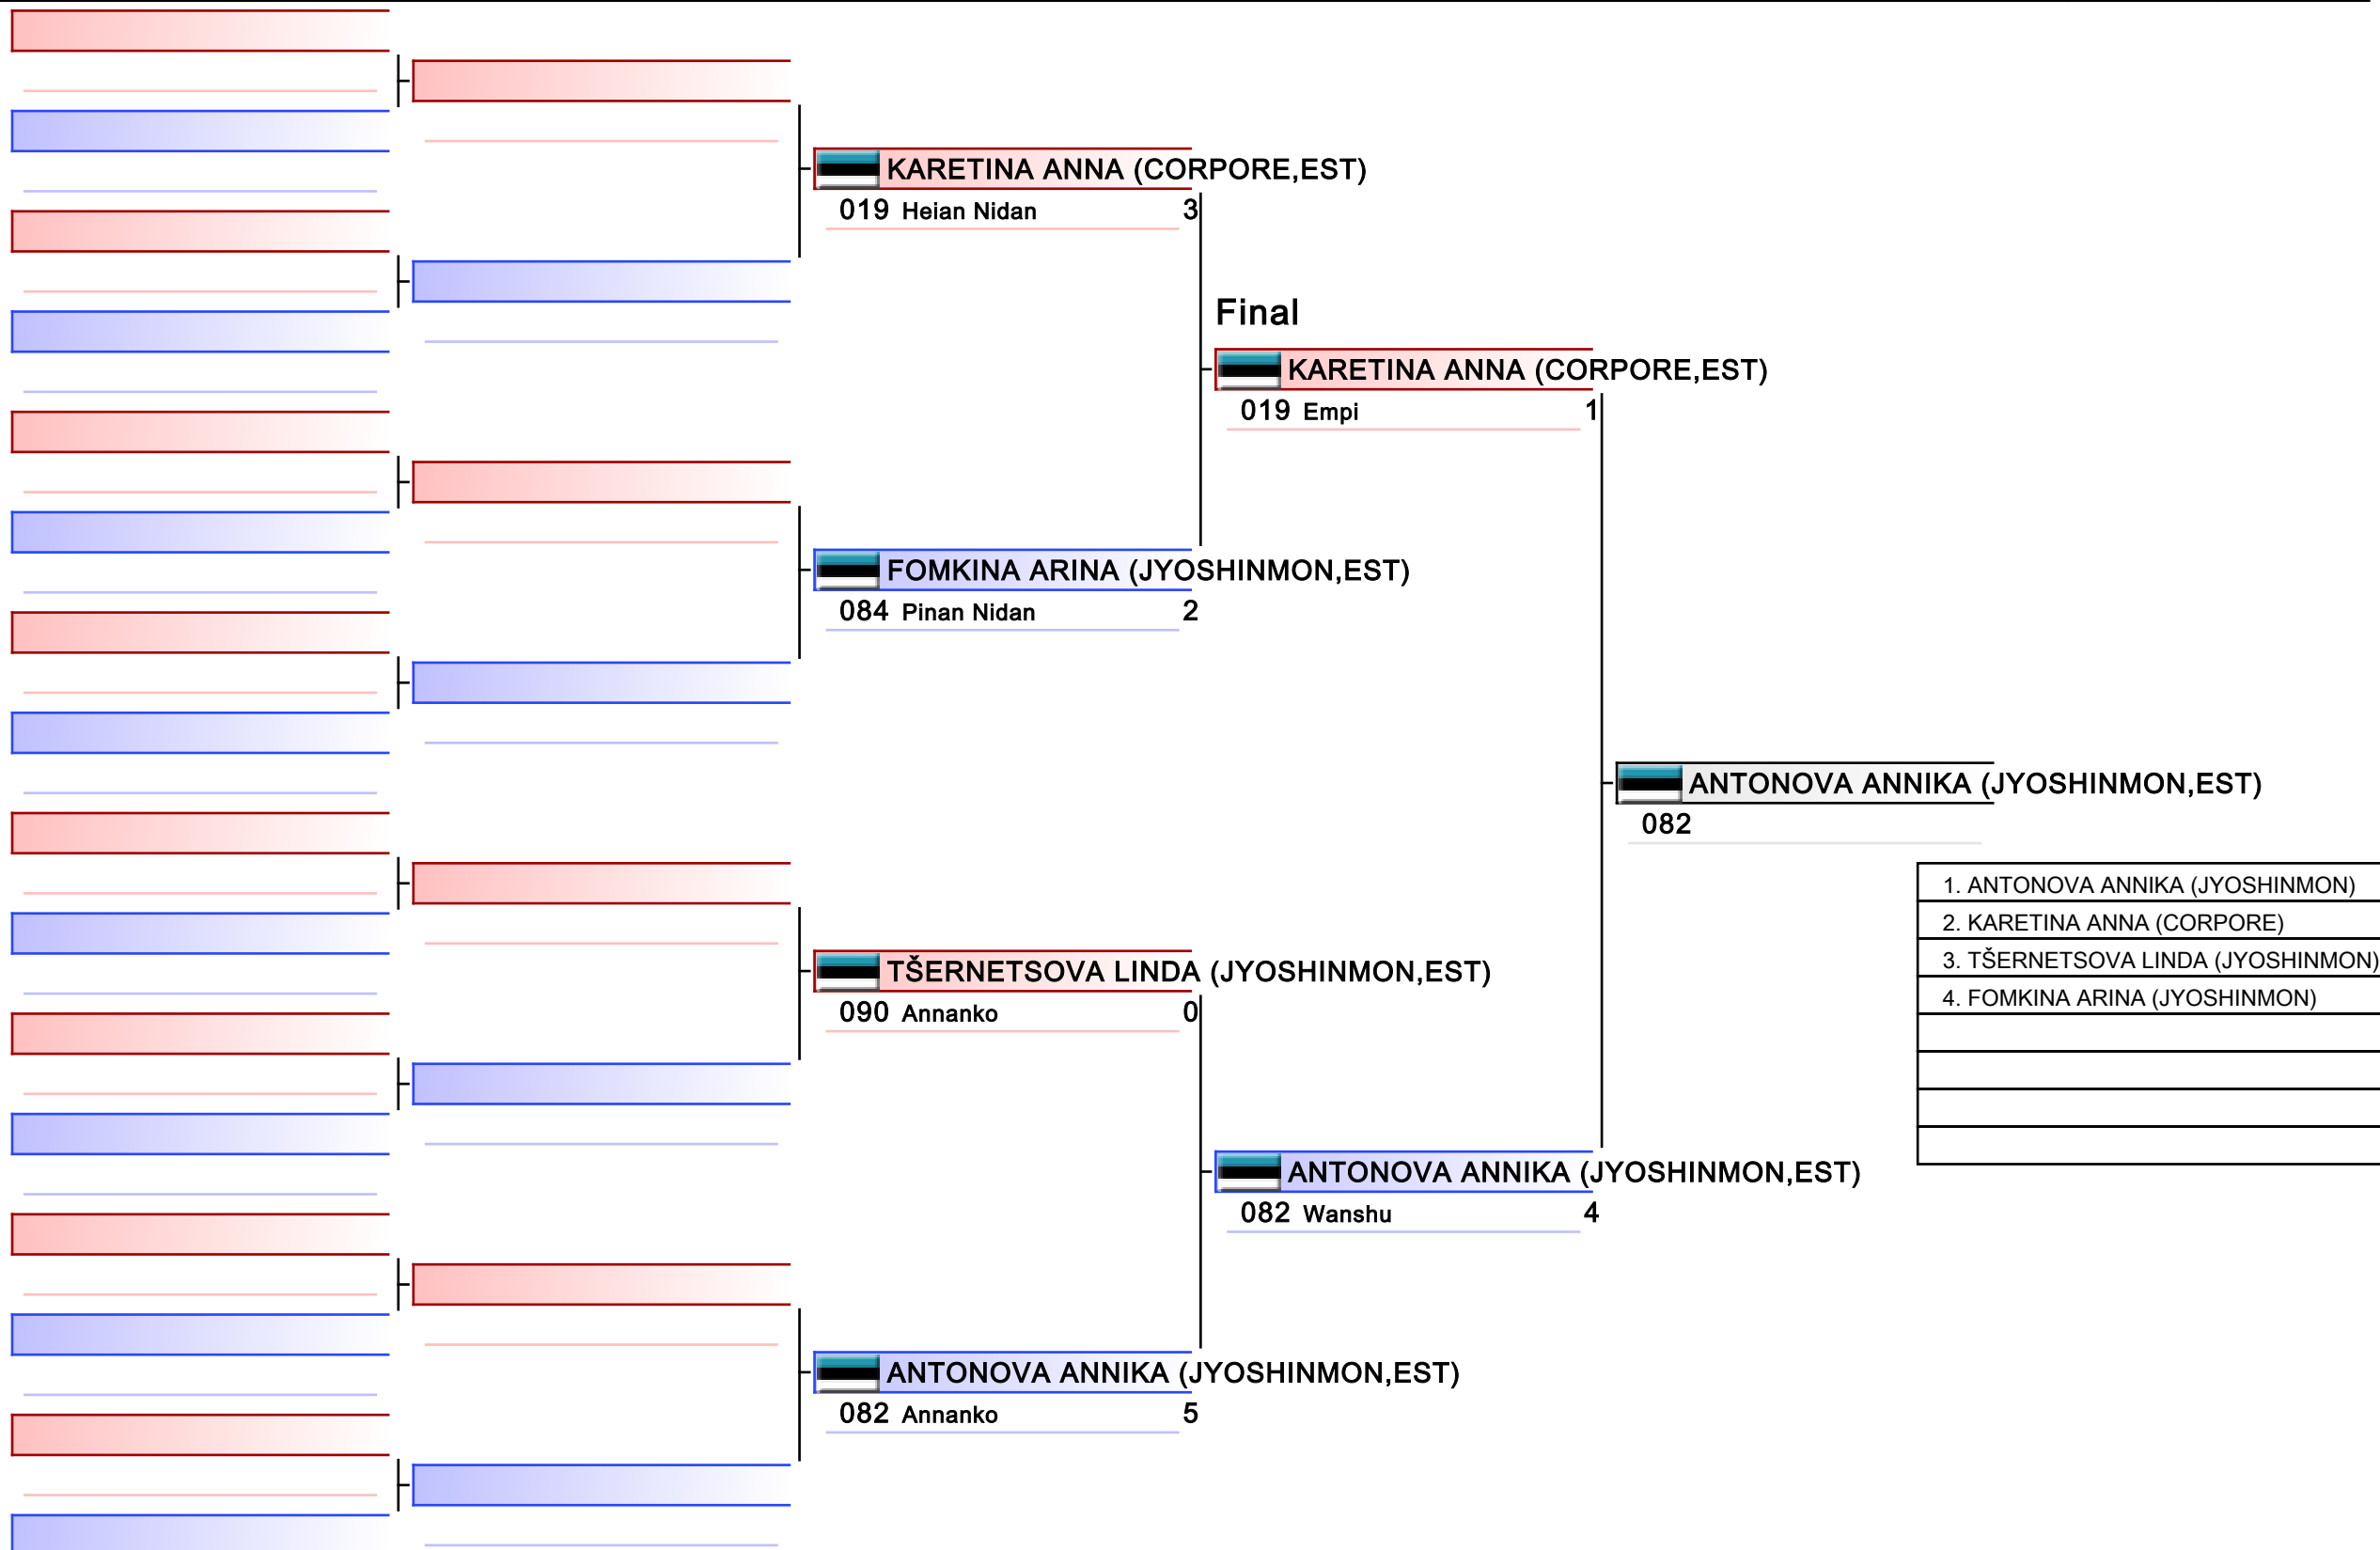 KARETINA ANNA (CORPORE,EST)
019 Heian Nidan 3
Final
KARETINA ANNA (CORPORE,EST)
019 Empi 1
FOMKINA ARINA (JYOSHINMON,EST)
084 Pinan Nidan 2
ANTONOVA ANNIKA (JYOSHINMON,EST)
082
1. ANTONOVA ANNIKA (JYOSHINMON)
2. KARETINA ANNA (CORPORE)
3. TŠERNETSOVA LINDA (JYOSHINMON)
4. FOMKINA ARINA (JYOSHINMON)
TŠERNETSOVA LINDA (JYOSHINMON,EST)
090 Annanko 0
ANTONOVA ANNIKA (JYOSHINMON,EST)
082 Wanshu 4
ANTONOVA ANNIKA (JYOSHINMON,EST)
082 Annanko 5